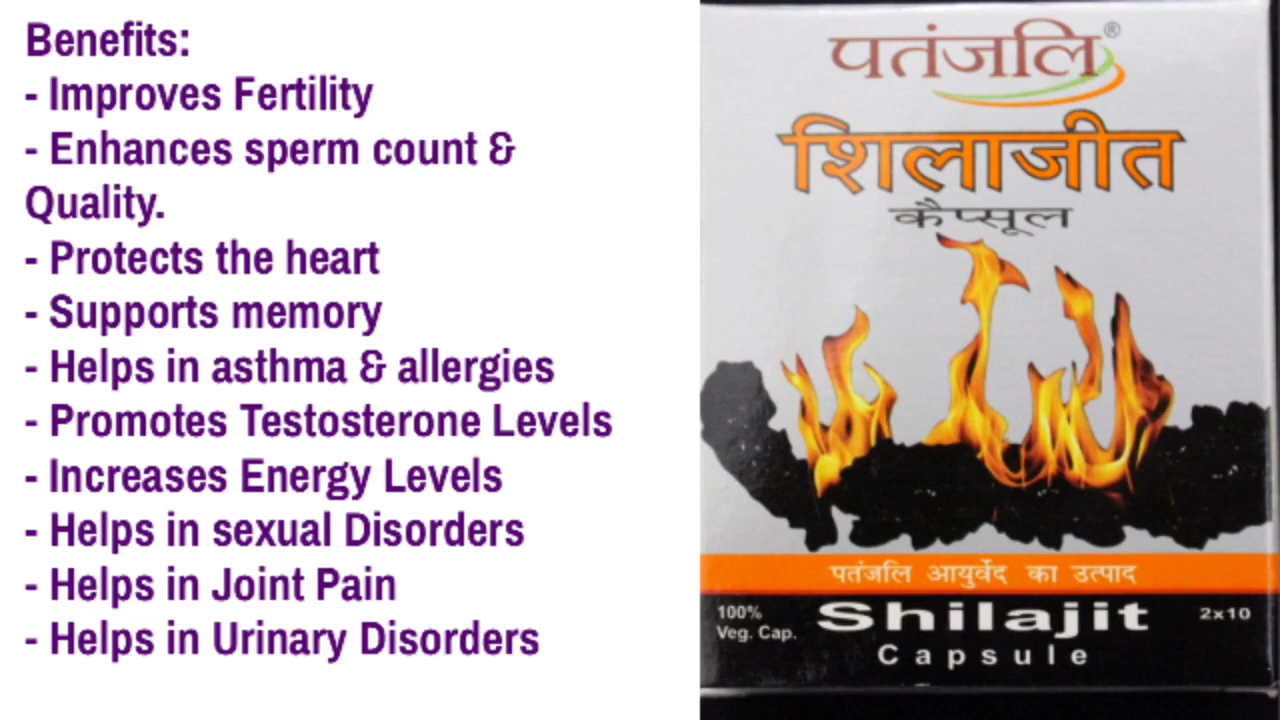 Benefits:
- Improves Fertility
- Enhances sperm count &
Quality.
- Protects the heart
- Supports memory
- Helps in asthma & allergies
- Promotes Testosterone Levels
- Increases Energy Levels
- Helps in sexual Disorders
- Helps in Joint Pain
- Helps in Urinary Disorders
पतंजलि®
शिलाजीत
कैप्सूल
पतंजलि आयुर्वेद का उत्पाद
100%
Veg. Cap.
Shilajit
2x10
Capsule